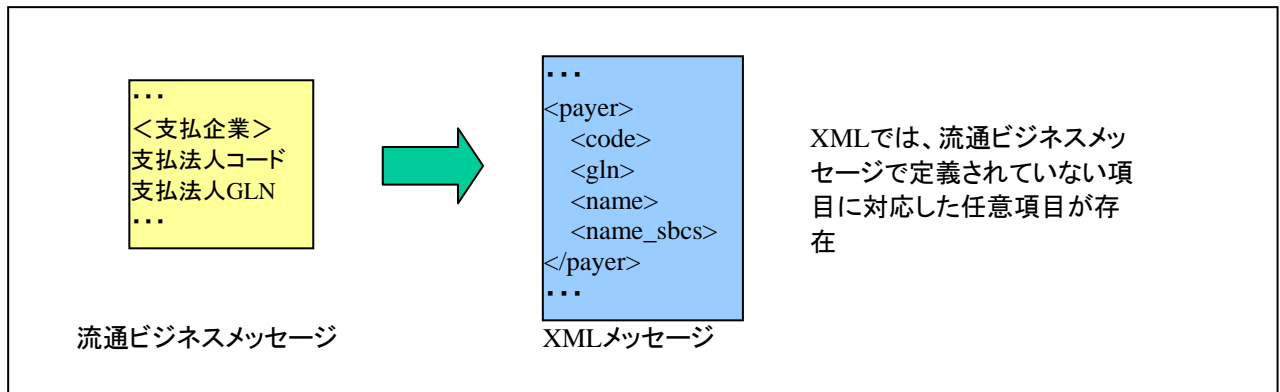 ・・・
＜支払企業＞
支払法人コード
支払法人GLN
・・・
流通ビジネスメッセージ
・・・
<payer>
<code>
<gln>
<name>
<name_sbcs>
</payer>
・・・
XMLメッセージ
XMLでは、流通ビジネスメッ
セージで定義されていない項
目に対応した任意項目が存
在